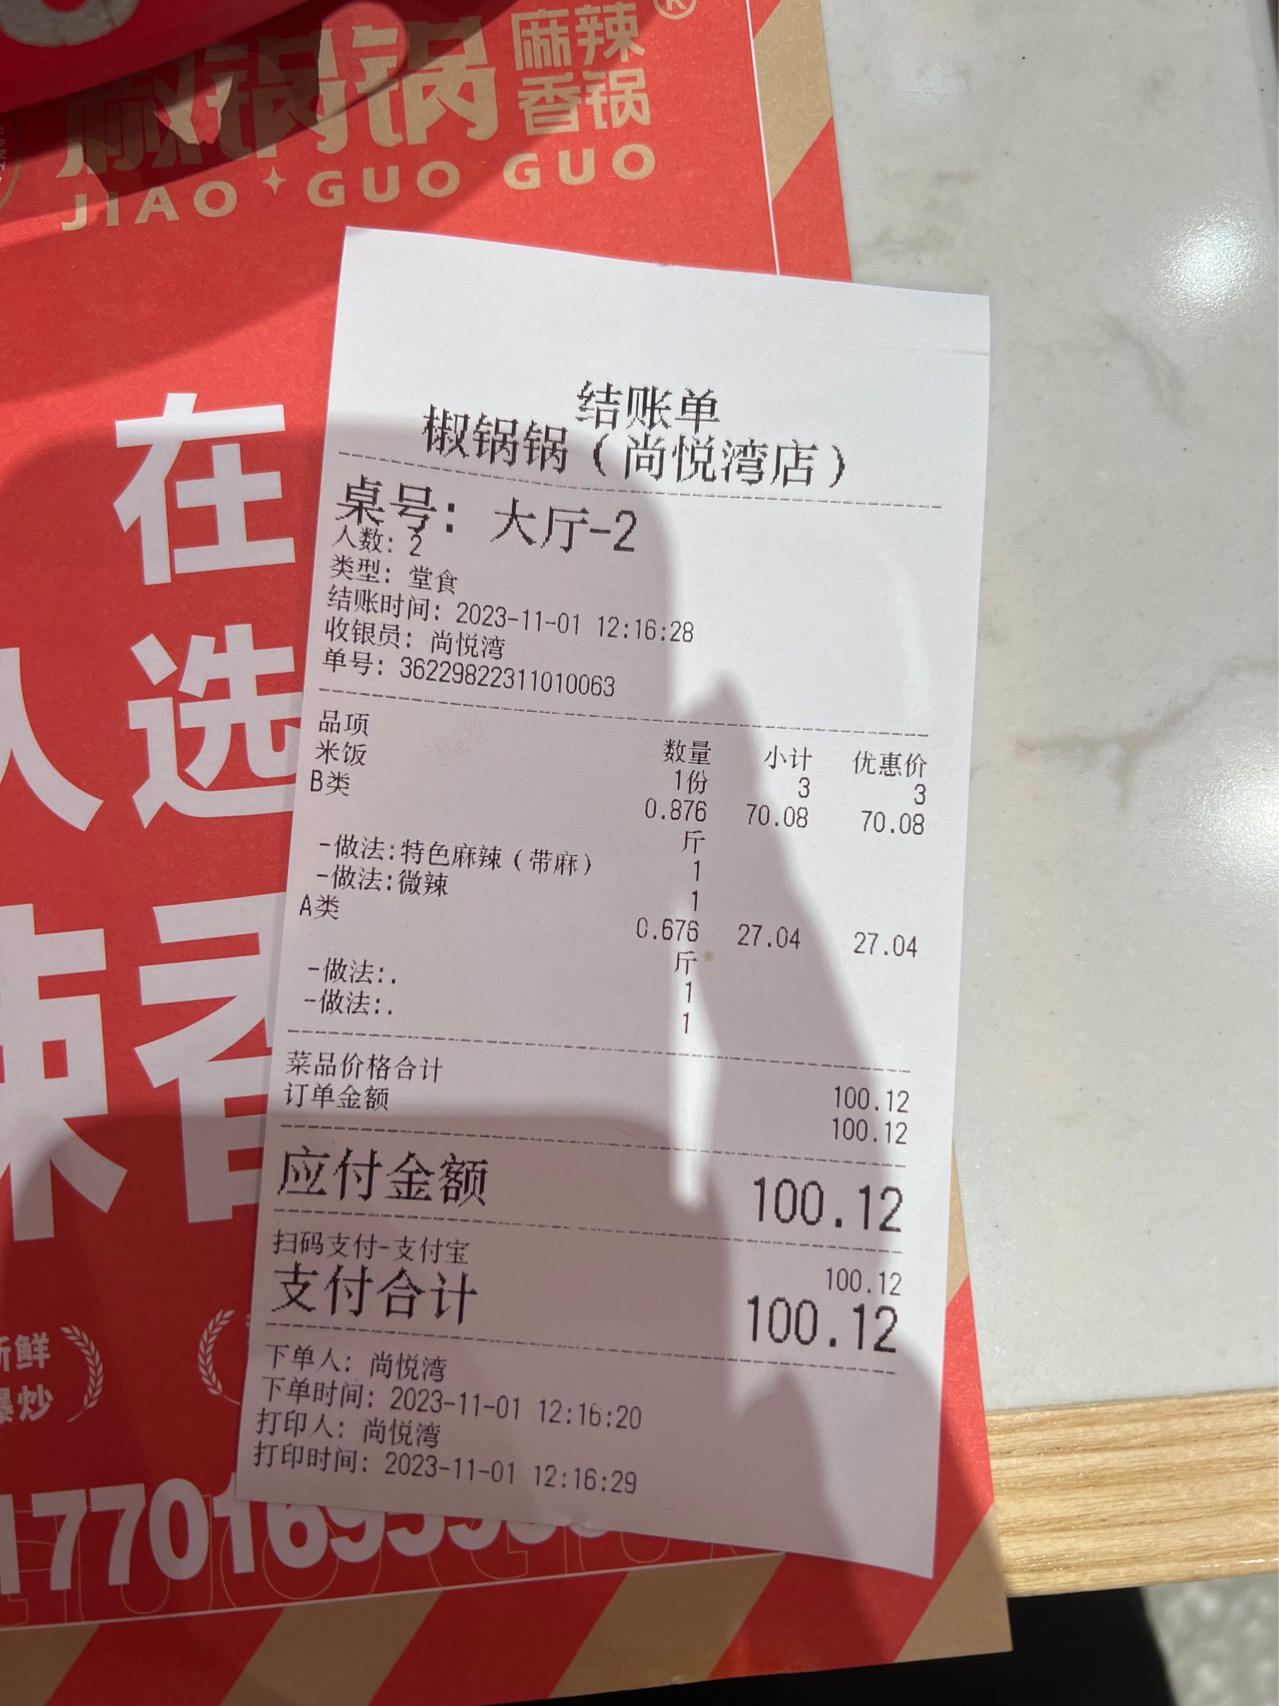 锅锅
麻辣
香锅
®
JIAO GUO GUO
在
人选
辣香
新鲜
爆炒
结账单
椒锅锅（尚悦湾店）
桌号：大厅-2
人数：2
类型：堂食
结账时间：2023-11-01 12:16:28
收银员：尚悦湾
单号：36229822311010063
品项 数量 小计 优惠价
米饭 1份 3 3
B类 0.876 70.08 70.08
斤
-做法:特色麻辣（带麻） 1
-做法:微辣 1
A类 0.676 27.04 27.04
斤
-做法:. 1
-做法:. 1
菜品价格合计 100.12
订单金额 100.12
应付金额 100.12
扫码支付-支付宝 100.12
支付合计 100.12
下单人：尚悦湾
下单时间：2023-11-01 12:16:20
打印人：尚悦湾
打印时间：2023-11-01 12:16:29